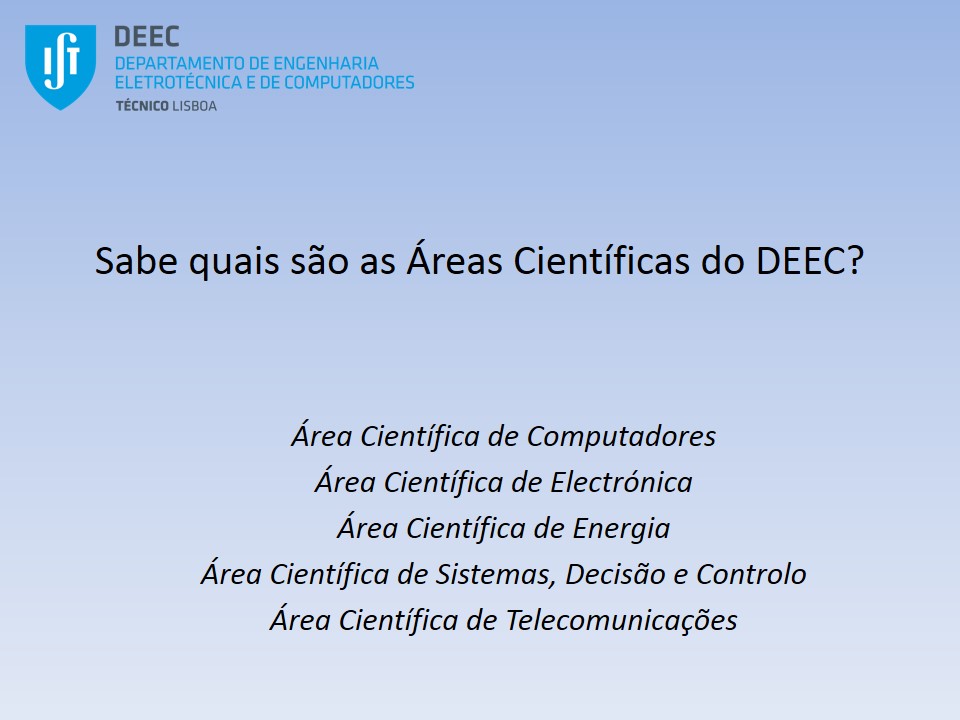 IST
DEEC
DEPARTAMENTO DE ENGENHARIA
ELETROTÉCNICA E DE COMPUTADORES
TÉCNICO LISBOA
Sabe quais são as Áreas Científicas do DEEC?
Área Científica de Computadores
Área Científica de Electrónica
Área Científica de Energia
Área Científica de Sistemas, Decisão e Controlo
Área Científica de Telecomunicações